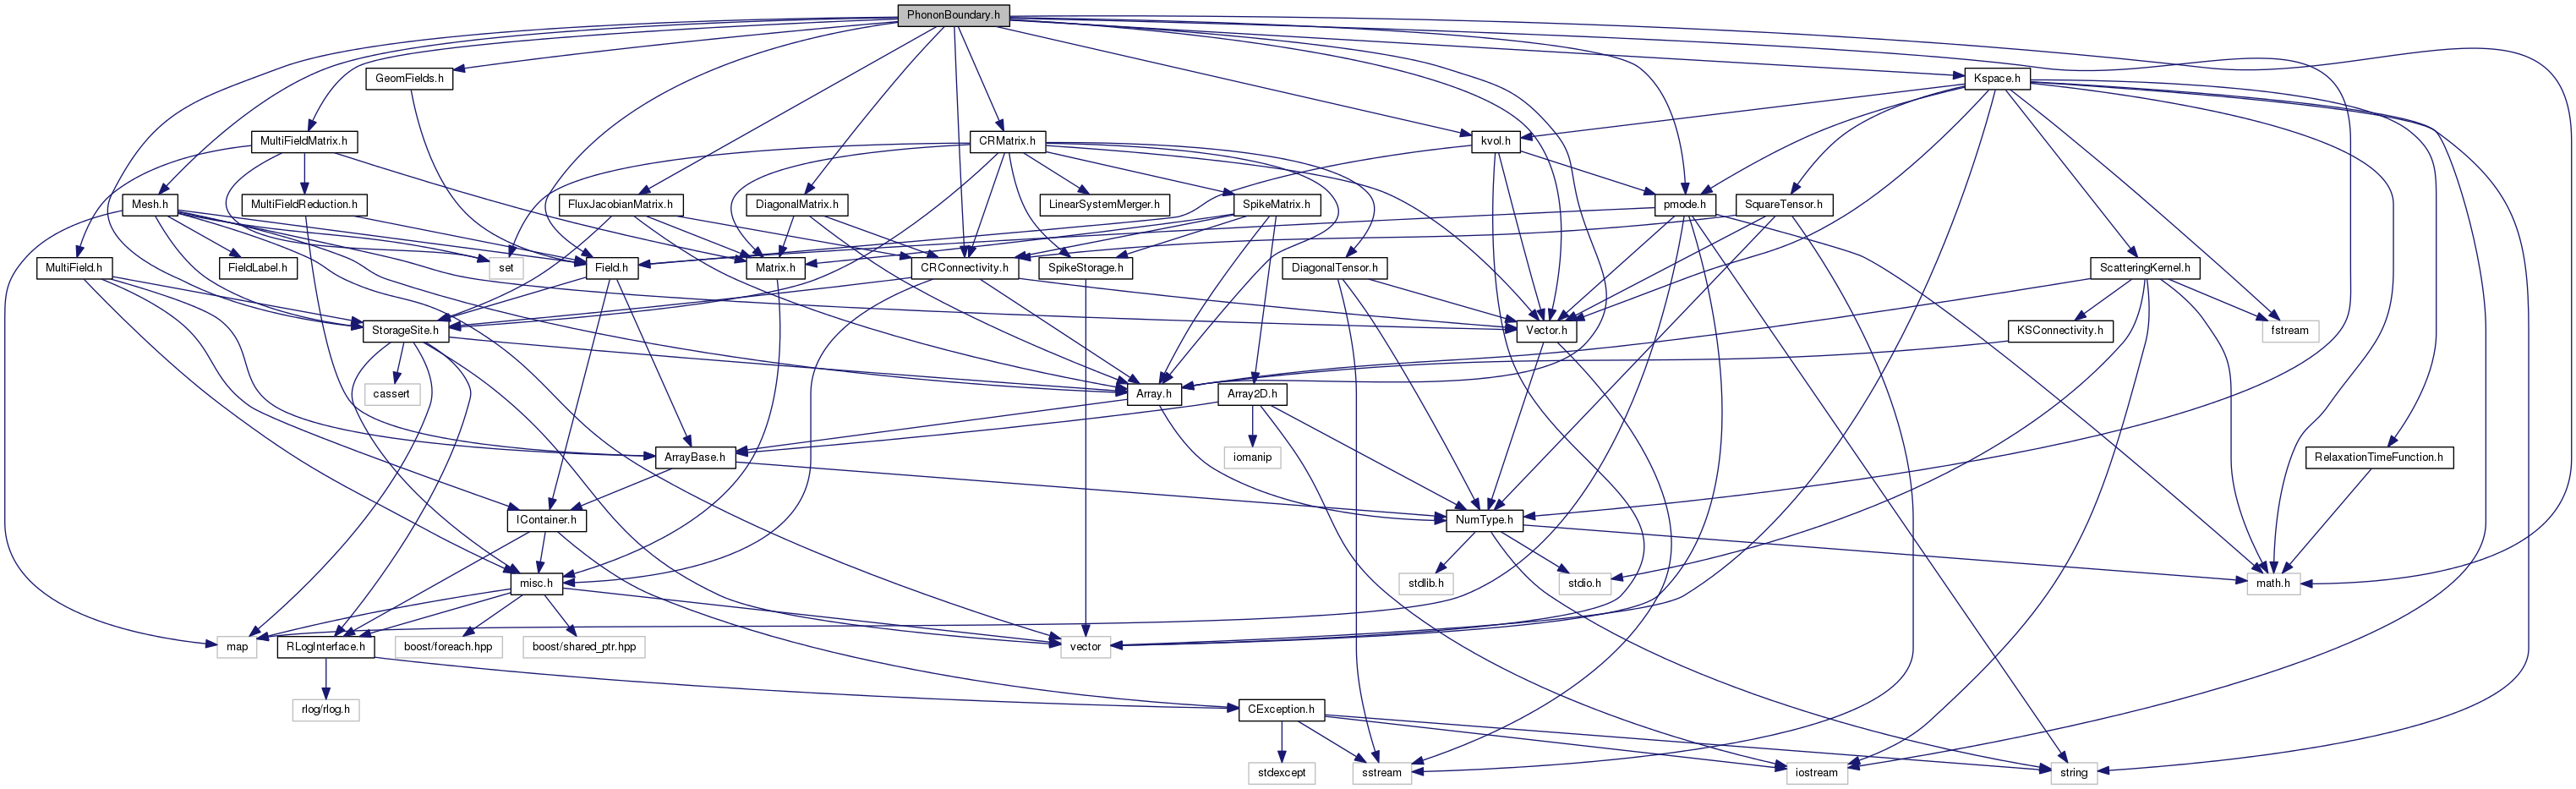 PhononBoundary.h
GeomFields.h
Kspace.h
MultiFieldMatrix.h
CRMatrix.h
kvol.h
Mesh.h
MultiFieldReduction.h
FluxJacobianMatrix.h
DiagonalMatrix.h
LinearSystemMerger.h
SpikeMatrix.h
pmode.h
SquareTensor.h
MultiField.h
FieldLabel.h
set
Field.h
Matrix.h
CRConnectivity.h
SpikeStorage.h
DiagonalTensor.h
ScatteringKernel.h
StorageSite.h
Vector.h
KSConnectivity.h
fstream
cassert
Array.h
Array2D.h
ArrayBase.h
iomanip
RelaxationTimeFunction.h
IContainer.h
NumType.h
misc.h
stdlib.h
stdio.h
math.h
map
RLogInterface.h
boost/foreach.hpp
boost/shared_ptr.hpp
vector
rlog/rlog.h
CException.h
stdexcept
sstream
iostream
string